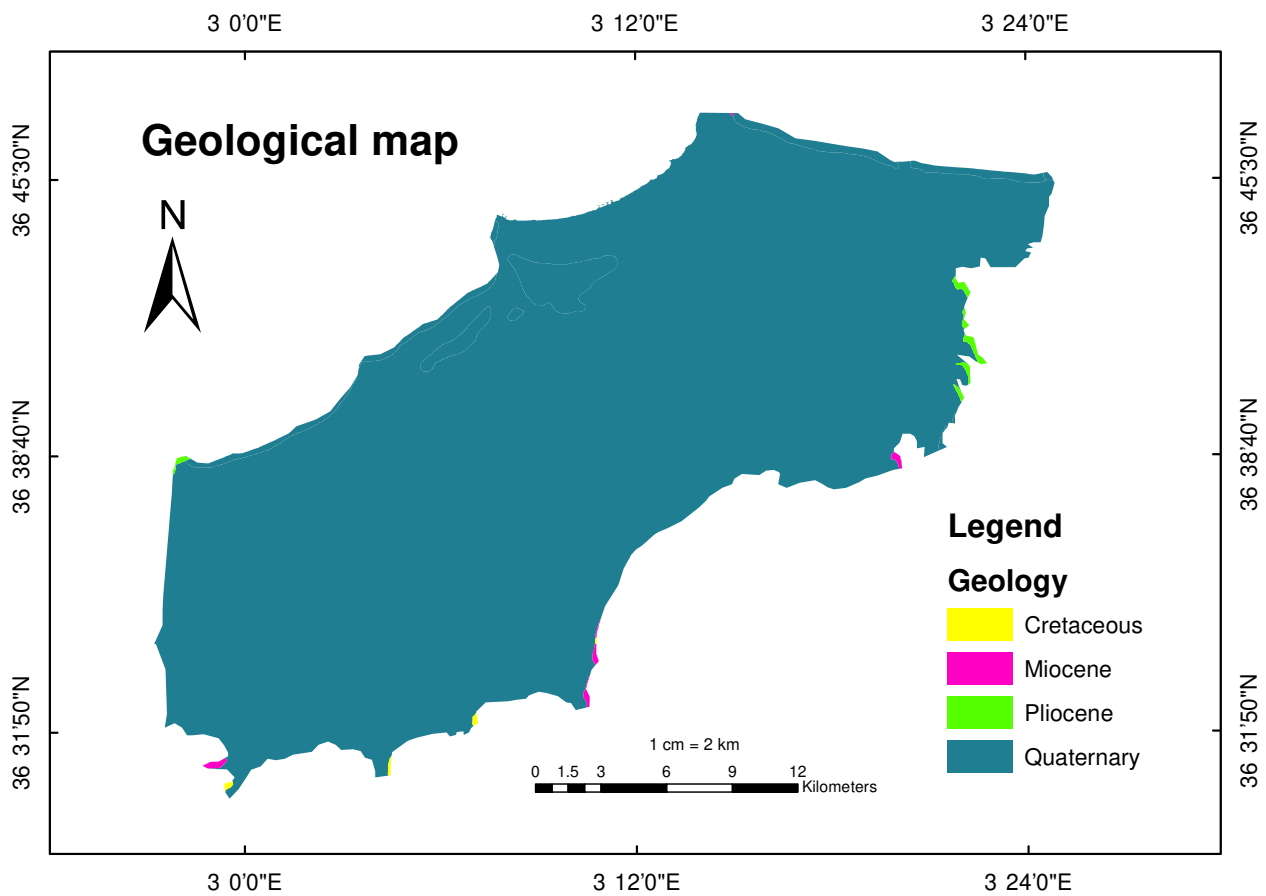 3 0'0"E 3 12'0"E 3 24'0"E
Geological map
N
36 45'30"N
36 38'40"N
36 31'50"N
36 45'30"N
36 38'40"N
36 31'50"N
Legend
Geology
Cretaceous
Miocene
Pliocene
Quaternary
1 cm = 2 km
0 1.5 3 6 9 12
Kilometers
3 0'0"E 3 12'0"E 3 24'0"E